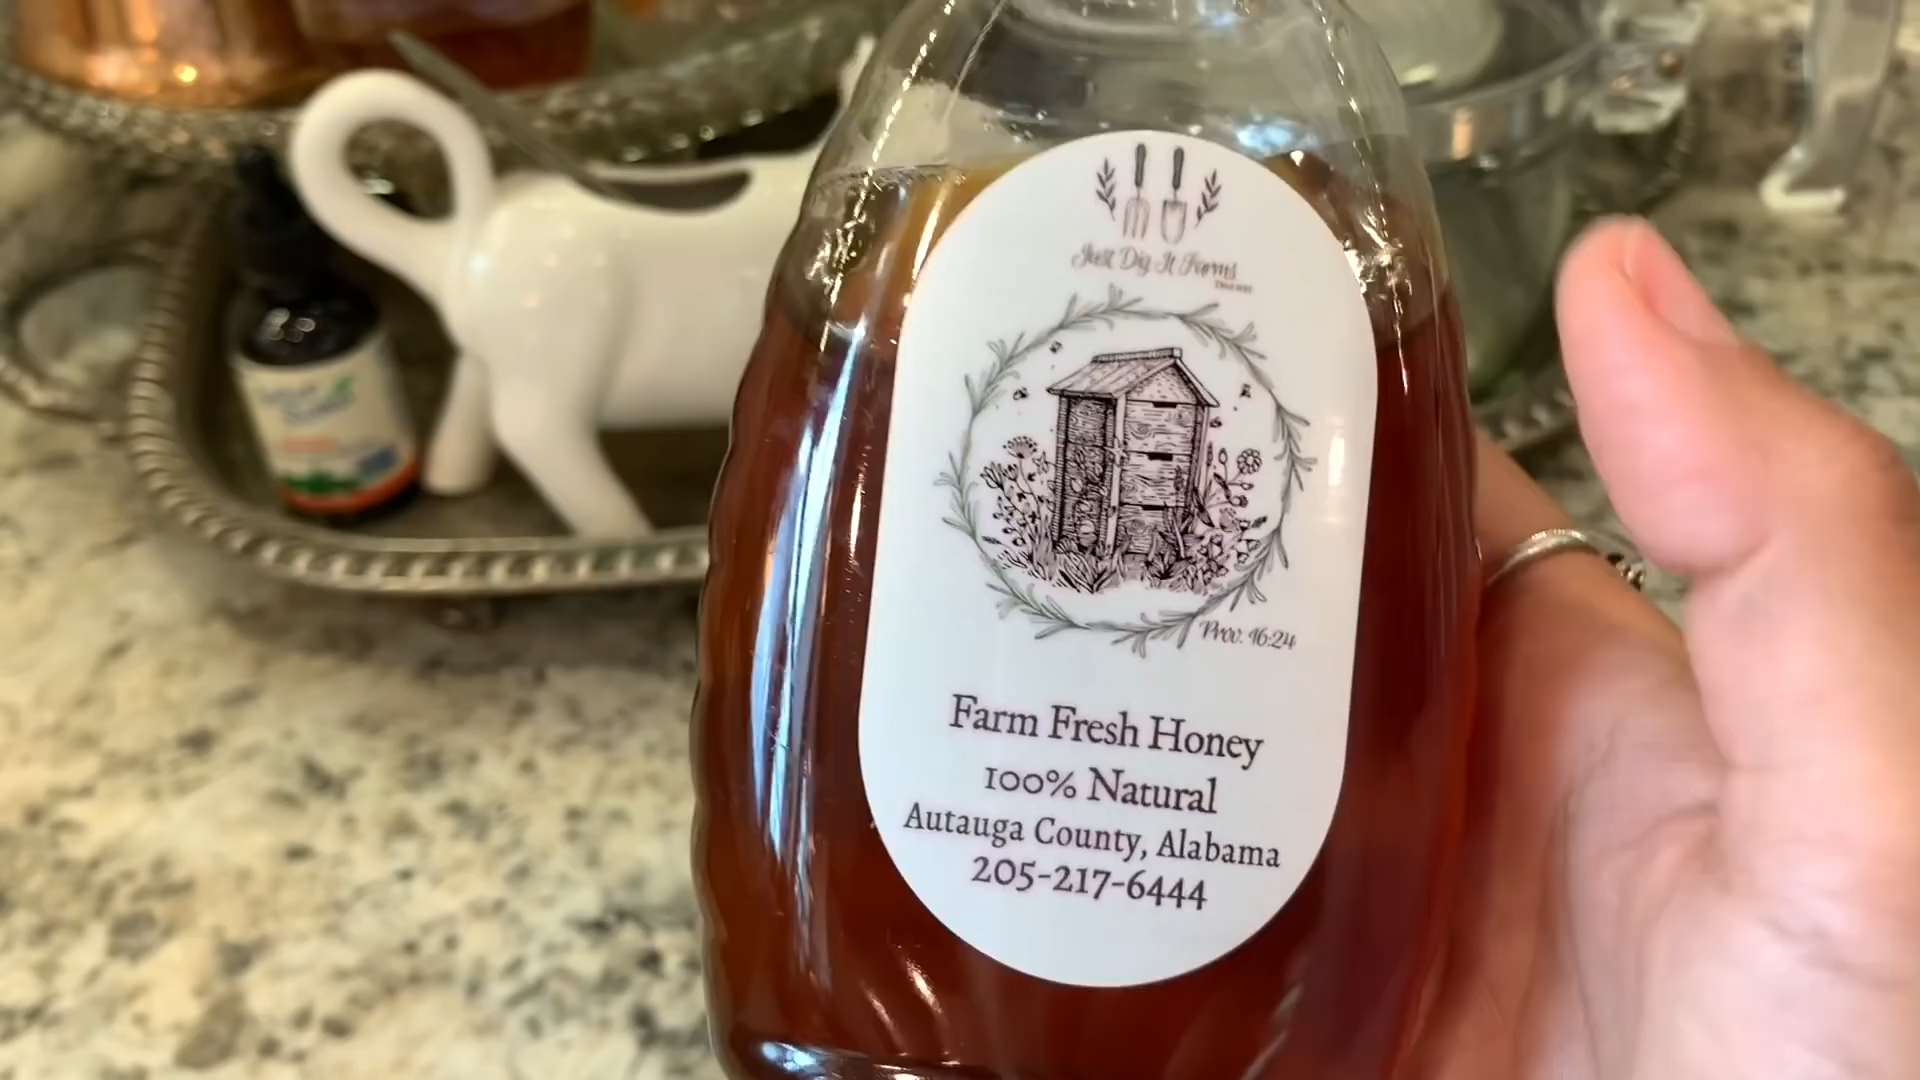 Just Dig It Farms
Prov. 16:24
Farm Fresh Honey
100% Natural
Autauga County, Alabama
205-217-6444